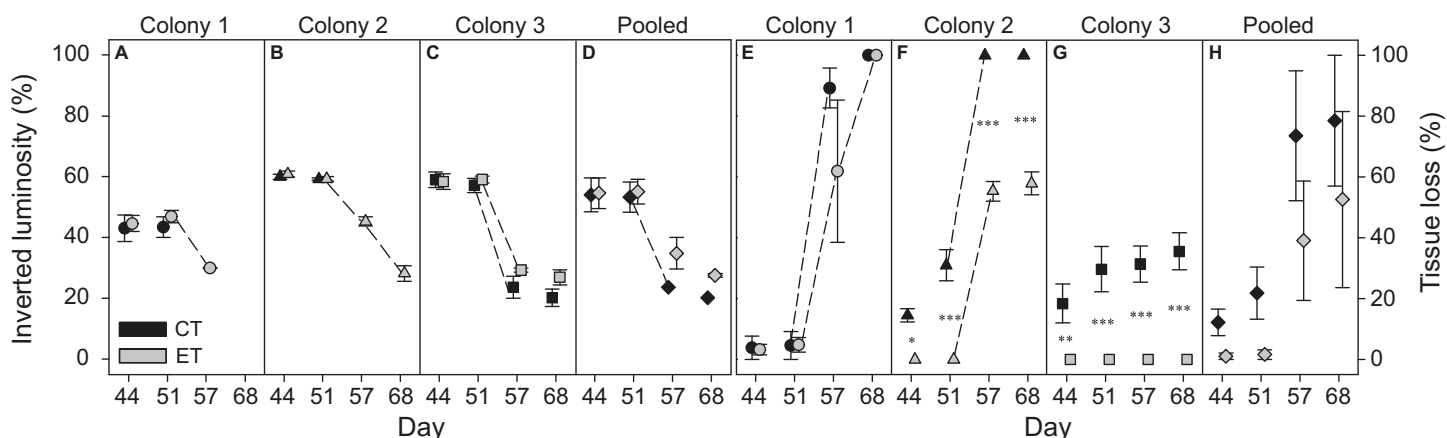 Colony 1 Colony 2 Colony 3 Pooled Colony 1 Colony 2 Colony 3 Pooled
A B C D E F G H
Inverted luminosity (%)
100
80
60
40
20
0
CT
ET
*
***
***
***
**
***
***
***
100
80
60
40
20
0
Tissue loss (%)
44 51 57 68 44 51 57 68 44 51 57 68 44 51 57 68 44 51 57 68 44 51 57 68 44 51 57 68 44 51 57 68
Day Day